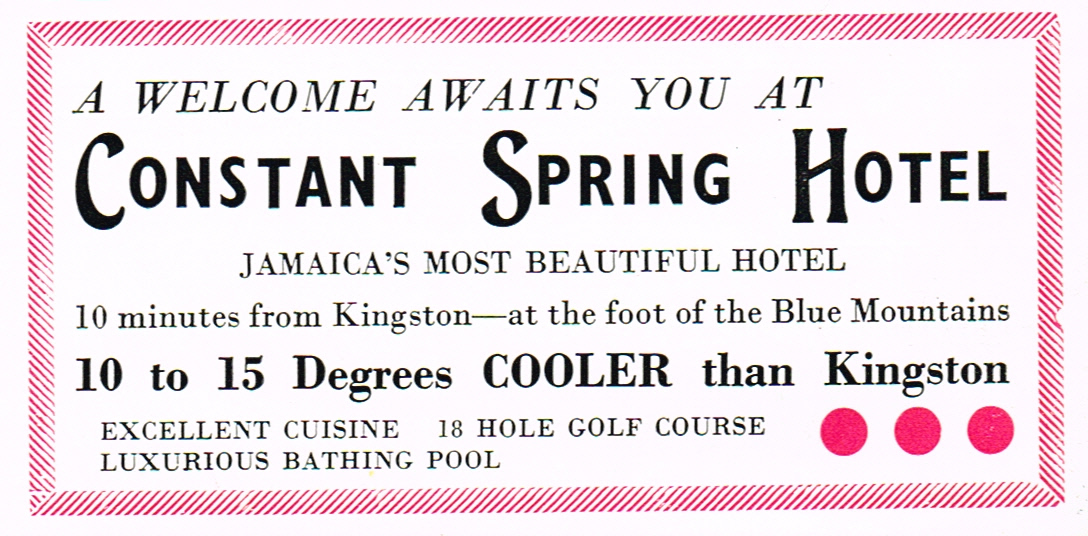 A WELCOME AWAITS YOU AT
CONSTANT SPRING HOTEL
JAMAICA'S MOST BEAUTIFUL HOTEL
10 minutes from Kingston—at the foot of the Blue Mountains
10 to 15 Degrees COOLER than Kingston
EXCELLENT CUISINE 18 HOLE GOLF COURSE
LUXURIOUS BATHING POOL